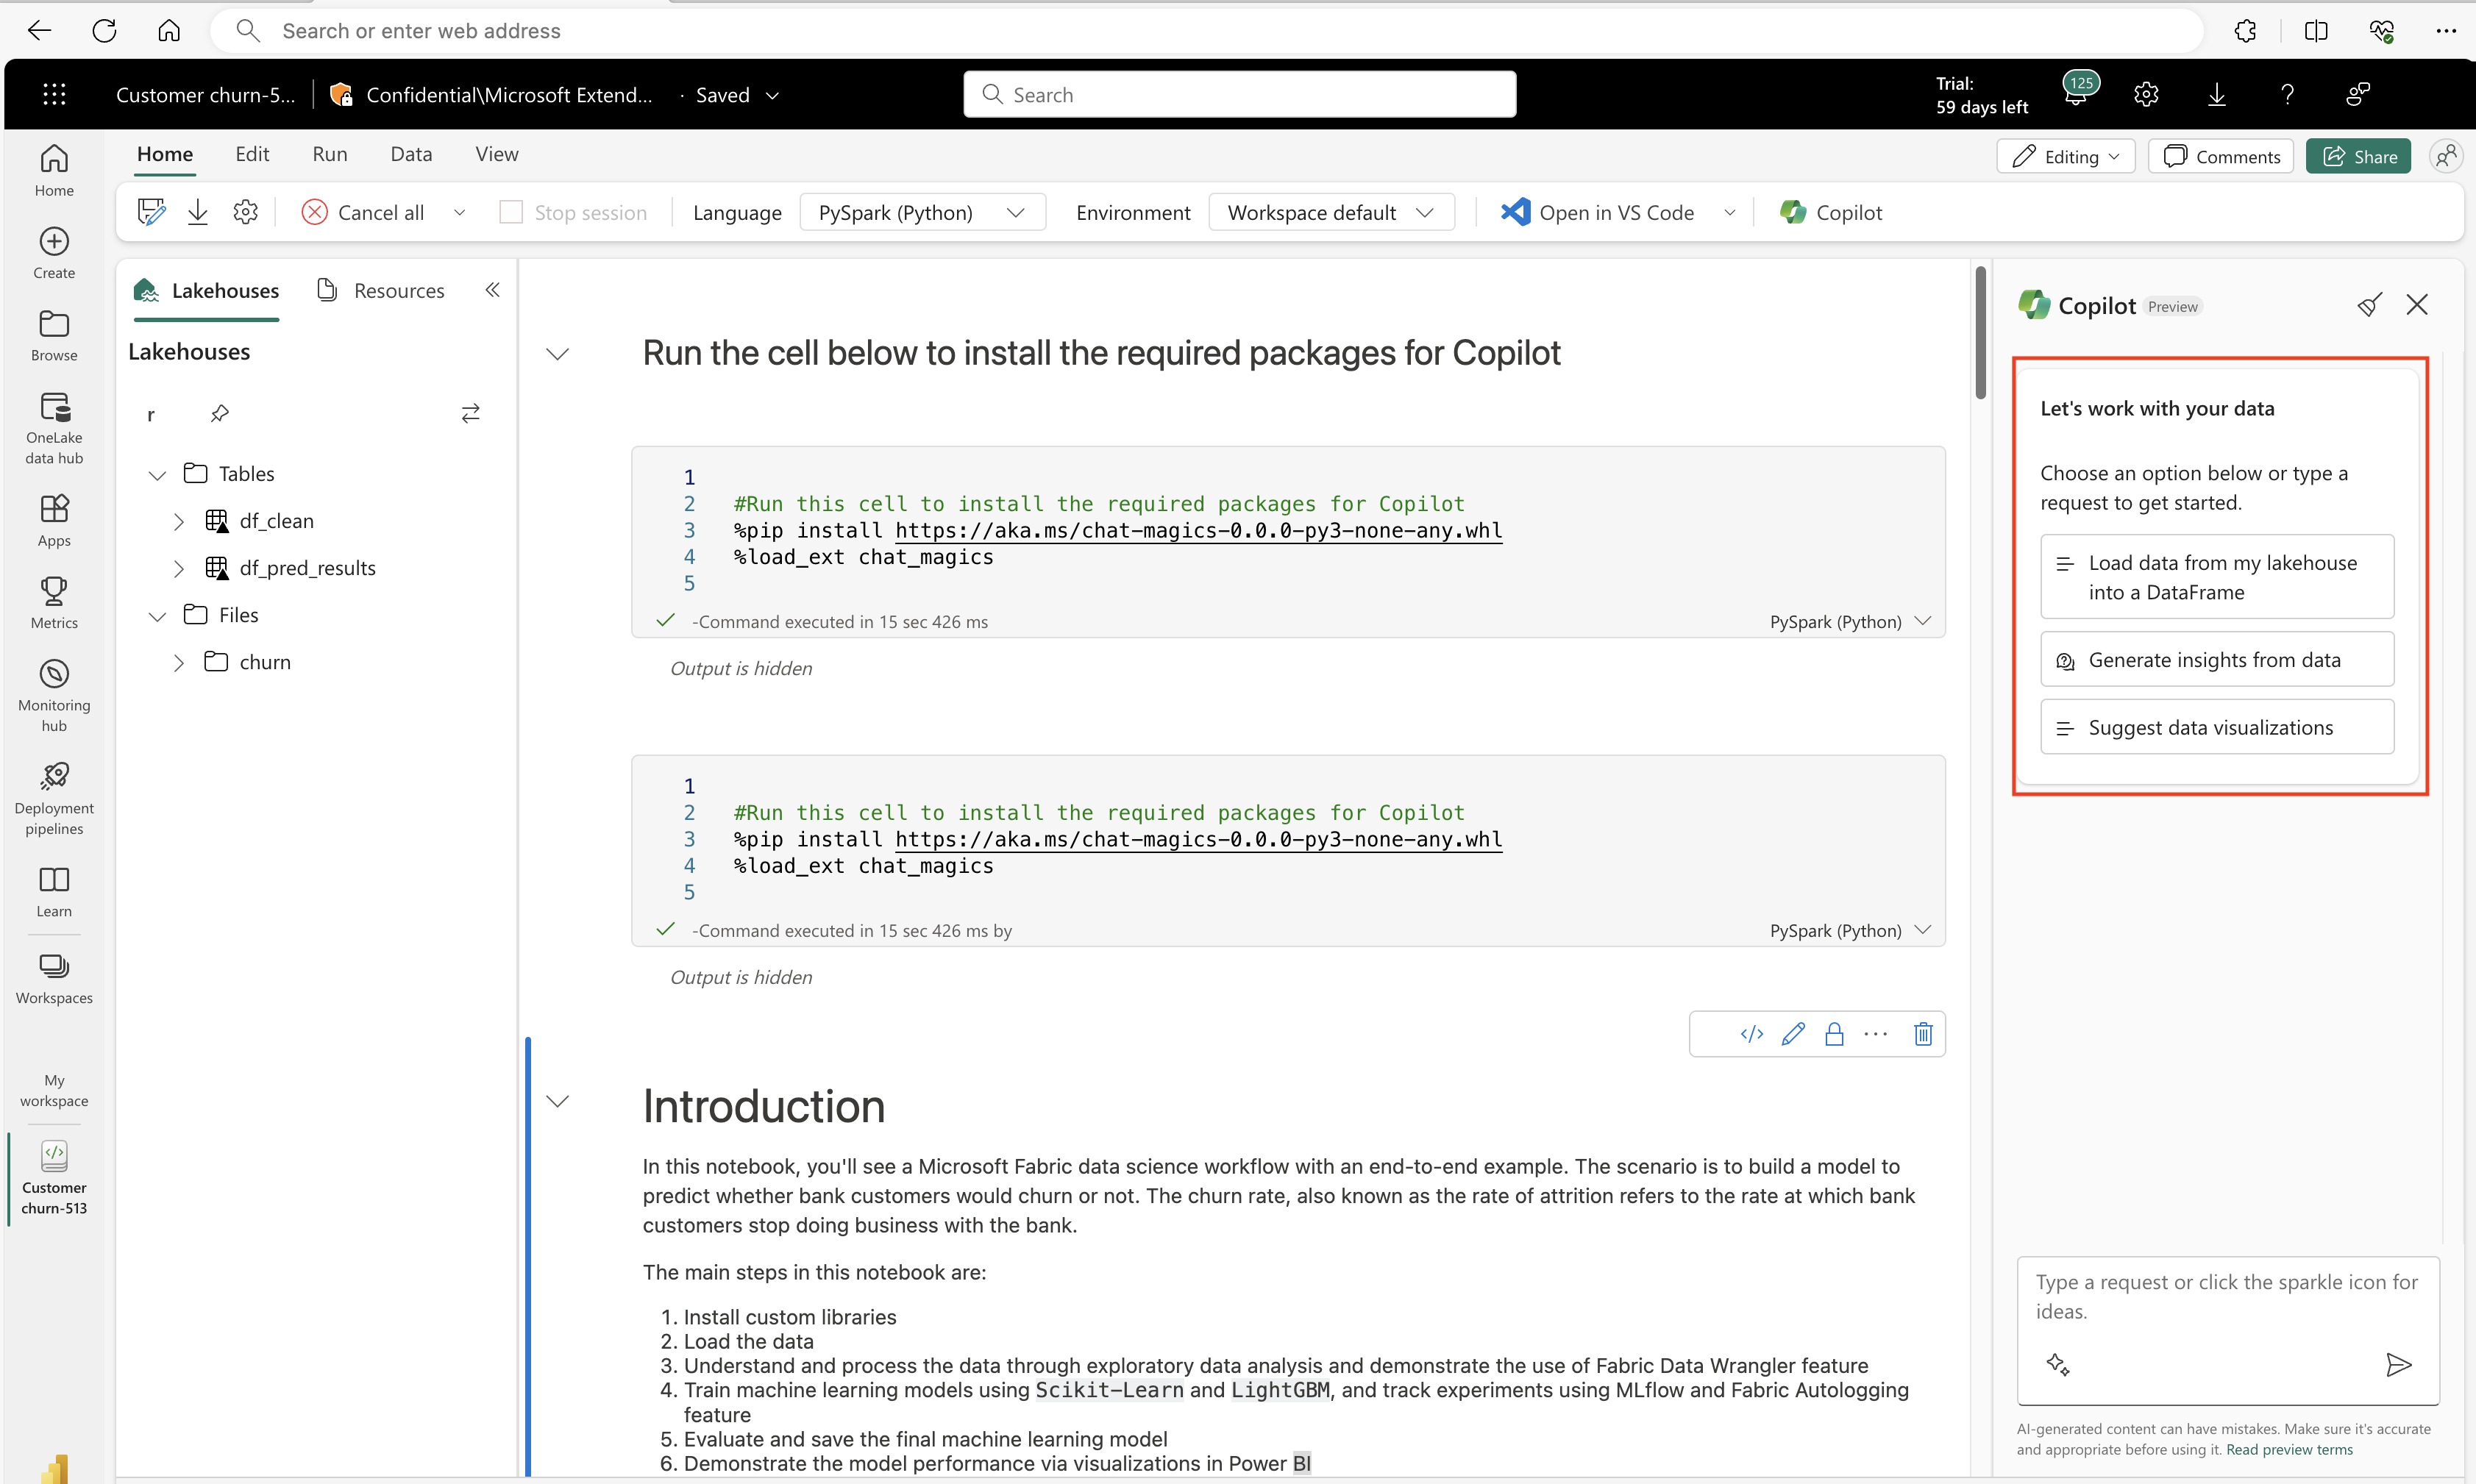 Search or enter web address
Customer churn-5...
Confidential\Microsoft Extend...
· Saved
Search
Trial:
59 days left
125
Home
Edit
Run
Data
View
Editing
Comments
Share
Cancel all
Stop session
Language
PySpark (Python)
Environment
Workspace default
Open in VS Code
Copilot
Home
Create
Browse
OneLake
data hub
Apps
Metrics
Monitoring
hub
Deployment
pipelines
Learn
Workspaces
My
workspace
Customer
churn-513
Lakehouses
Resources
Lakehouses
r
Tables
df_clean
df_pred_results
Files
churn
Run the cell below to install the required packages for Copilot
1
2 #Run this cell to install the required packages for Copilot
3 %pip install https://aka.ms/chat-magics-0.0.0-py3-none-any.whl
4 %load_ext chat_magics
5
-Command executed in 15 sec 426 ms
PySpark (Python)
Output is hidden
1
2 #Run this cell to install the required packages for Copilot
3 %pip install https://aka.ms/chat-magics-0.0.0-py3-none-any.whl
4 %load_ext chat_magics
5
-Command executed in 15 sec 426 ms by
PySpark (Python)
Output is hidden
Introduction
In this notebook, you'll see a Microsoft Fabric data science workflow with an end-to-end example. The scenario is to build a model to
predict whether bank customers would churn or not. The churn rate, also known as the rate of attrition refers to the rate at which bank
customers stop doing business with the bank.
The main steps in this notebook are:
1. Install custom libraries
2. Load the data
3. Understand and process the data through exploratory data analysis and demonstrate the use of Fabric Data Wrangler feature
4. Train machine learning models using Scikit-Learn and LightGBM, and track experiments using MLflow and Fabric Autologging
feature
5. Evaluate and save the final machine learning model
6. Demonstrate the model performance via visualizations in Power BI
Copilot Preview
Let's work with your data
Choose an option below or type a
request to get started.
Load data from my lakehouse
into a DataFrame
Generate insights from data
Suggest data visualizations
Type a request or click the sparkle icon for
ideas.
AI-generated content can have mistakes. Make sure it's accurate
and appropriate before using it. Read preview terms